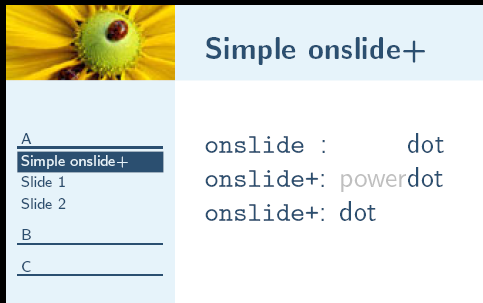 Simple onslide+
A
Simple onslide+
Slide 1
Slide 2
B
C
onslide : dot
onslide+: powerdot
onslide+: dot